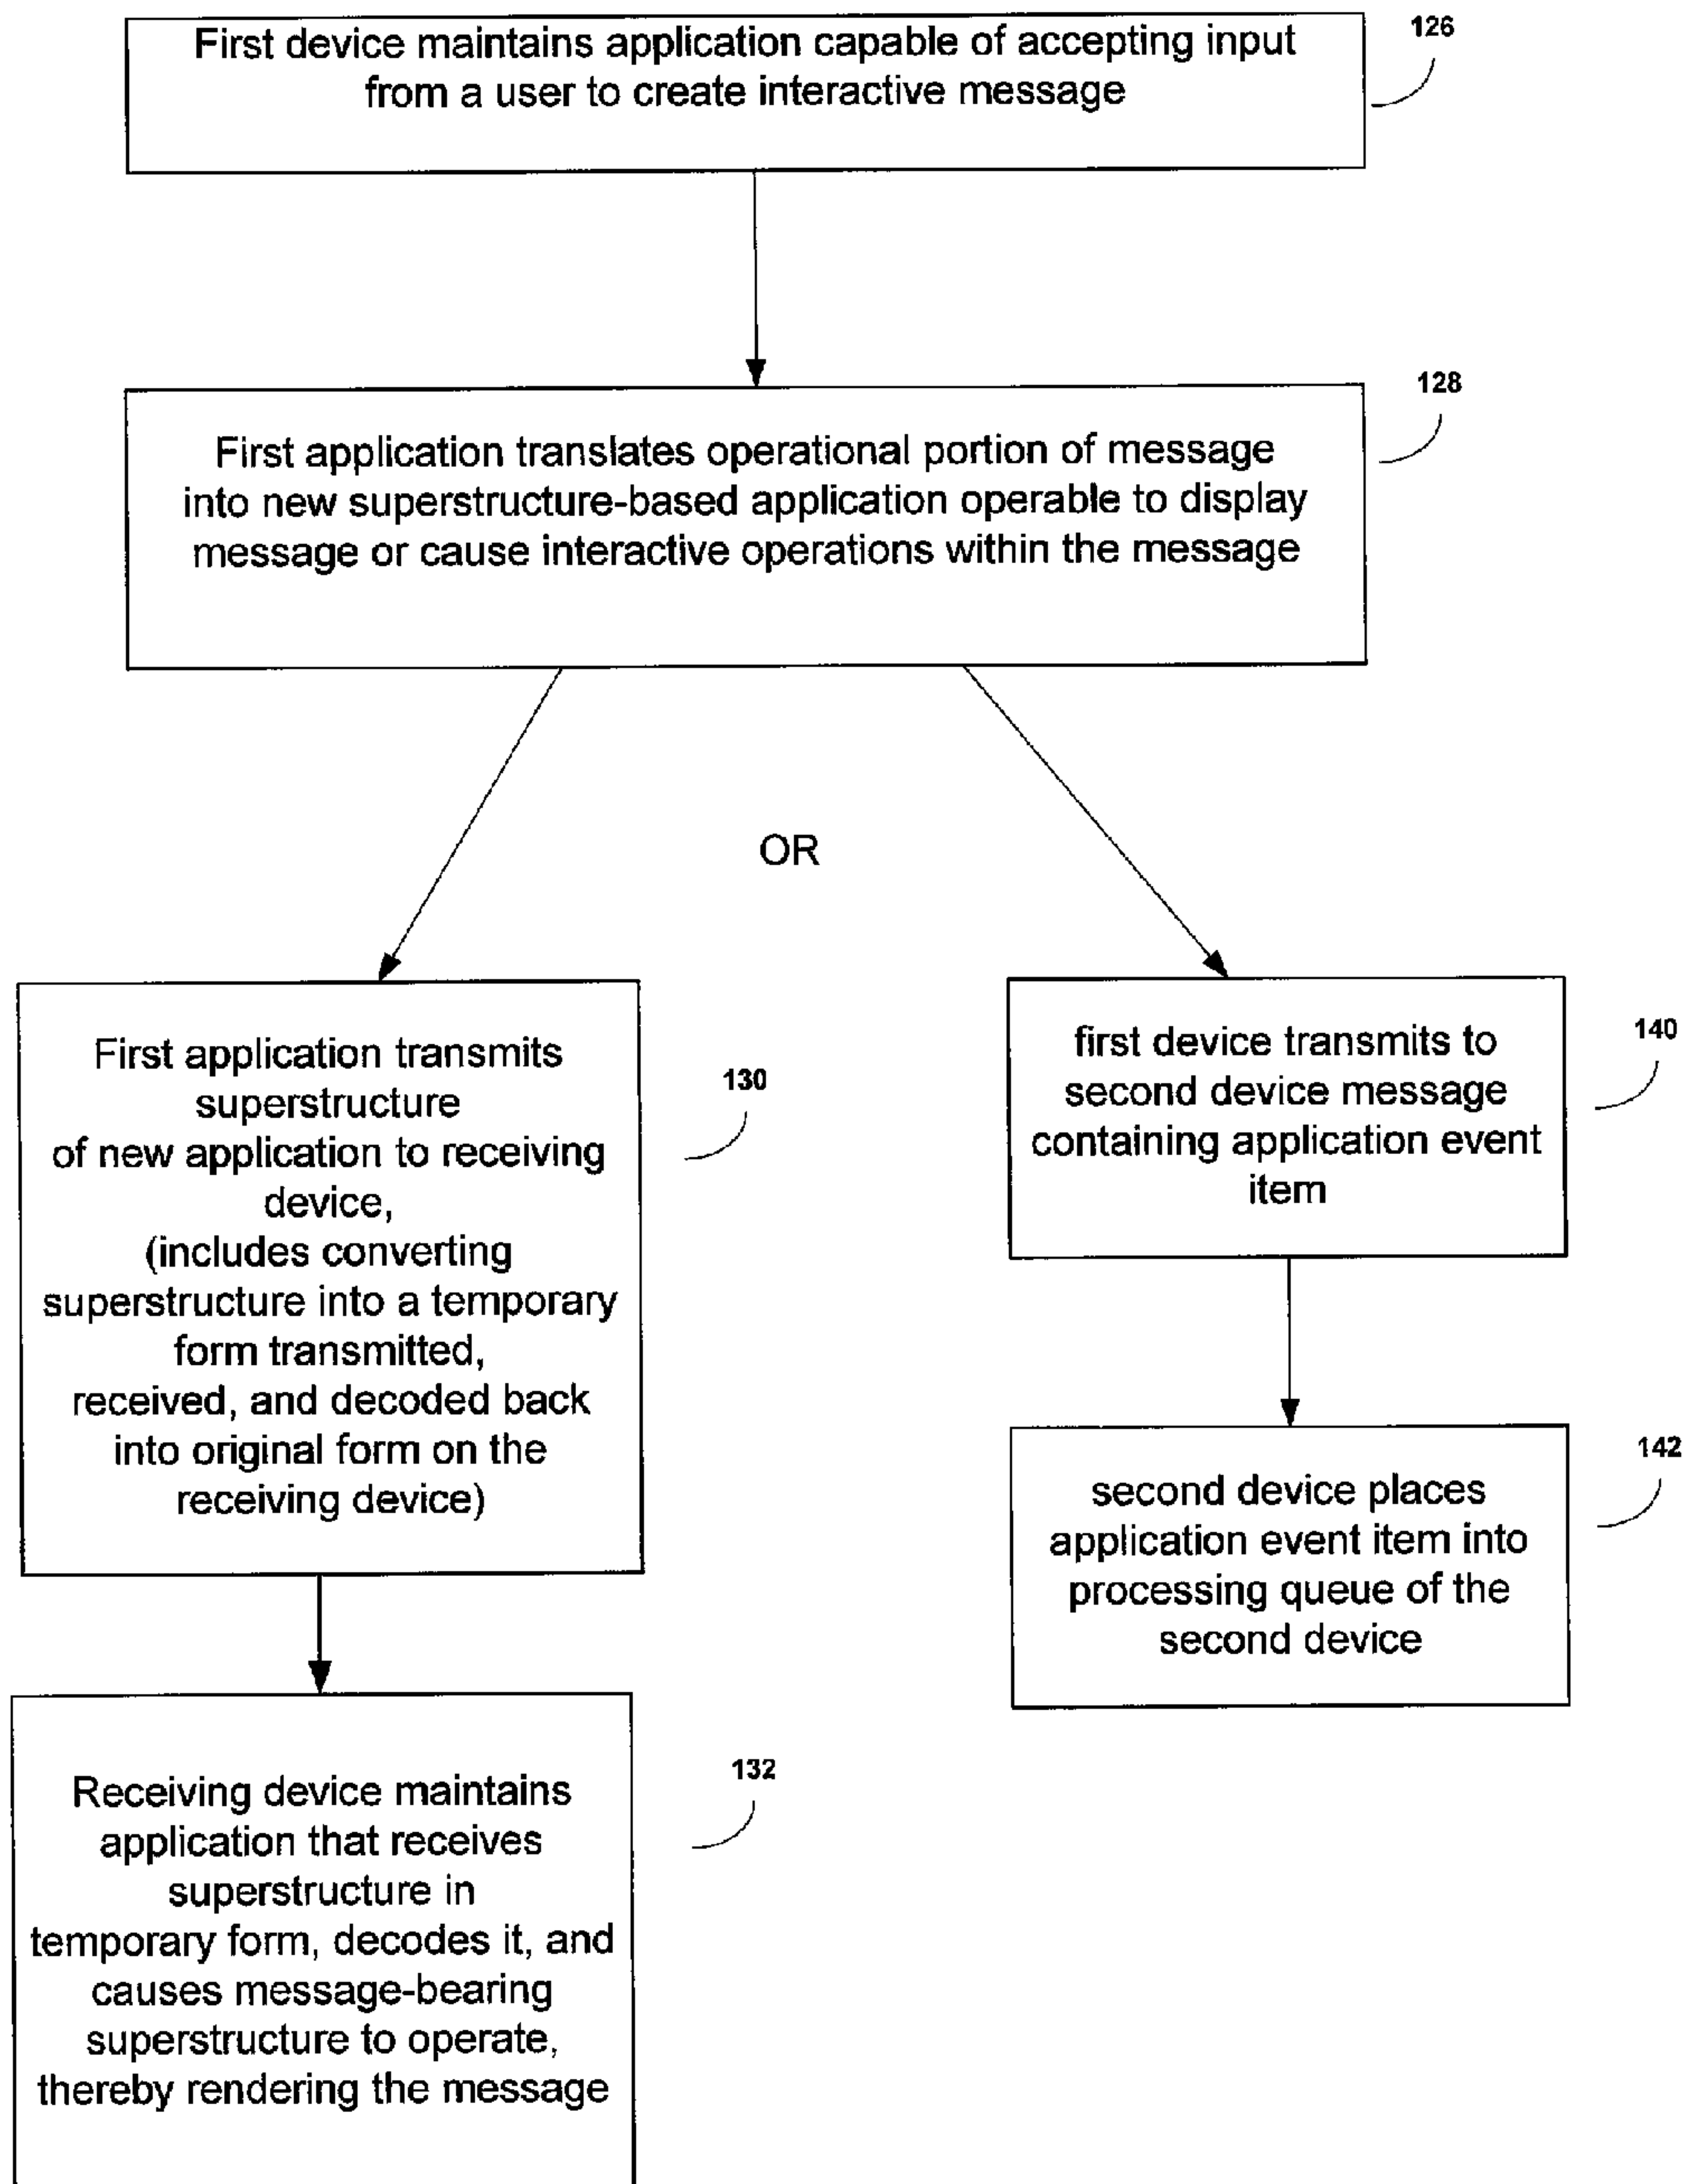 First device maintains application capable of accepting input
from a user to create interactive message
126
First application translates operational portion of message
into new superstructure-based application operable to display
message or cause interactive operations within the message
128
OR
First application transmits
superstructure
of new application to receiving
device,
(includes converting
superstructure into a temporary
form transmitted,
received, and decoded back
into original form on the
receiving device)
130
first device transmits to
second device message
containing application event
item
140
second device places
application event item into
processing queue of the
second device
142
Receiving device maintains
application that receives
superstructure in
temporary form, decodes it, and
causes message-bearing
superstructure to operate,
thereby rendering the message
132